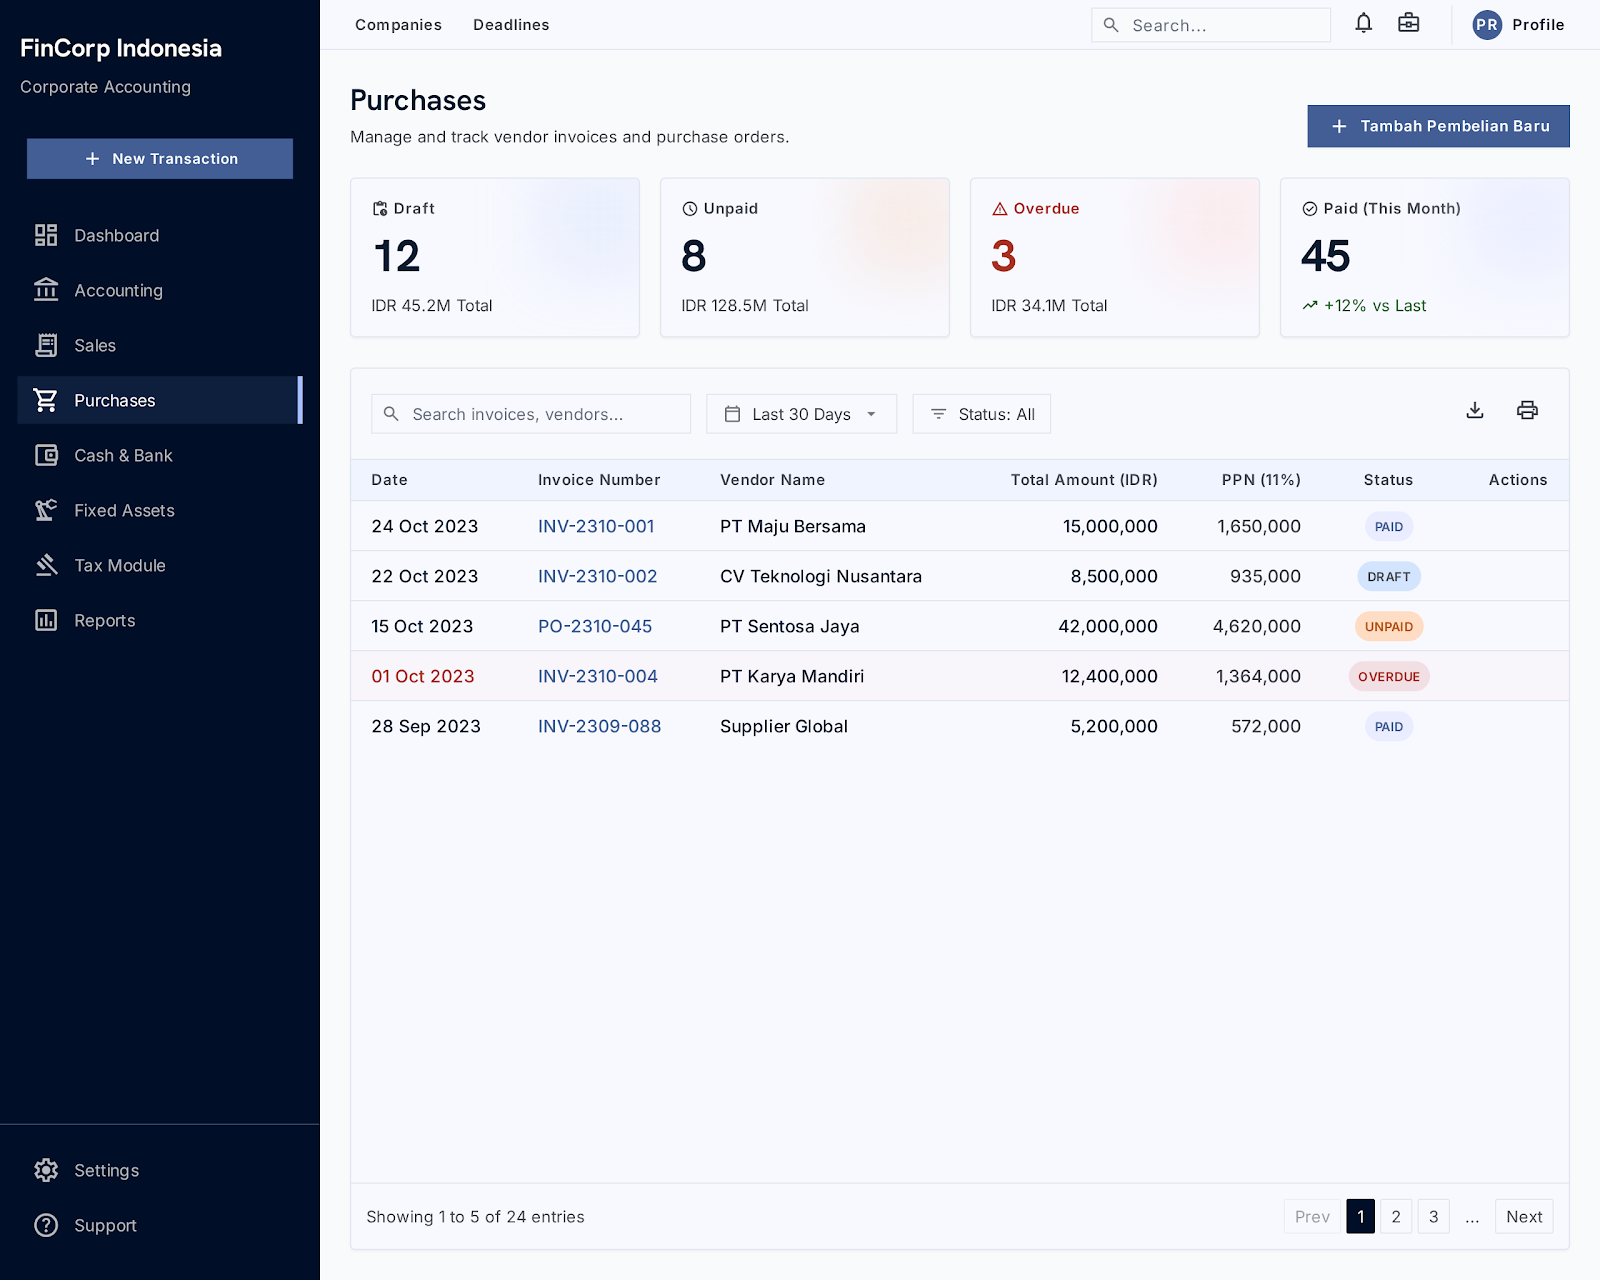 FinCorp Indonesia
Corporate Accounting
New Transaction
Dashboard
Accounting
Sales
Purchases
Cash & Bank
Fixed Assets
Tax Module
Reports
Settings
Support
Companies Deadlines Search... PR Profile
Purchases
Manage and track vendor invoices and purchase orders.
Tambah Pembelian Baru
Draft
12
IDR 45.2M Total
Unpaid
8
IDR 128.5M Total
Overdue
3
IDR 34.1M Total
Paid (This Month)
45
+12% vs Last
Search invoices, vendors... Last 30 Days Status: All
Date Invoice Number Vendor Name Total Amount (IDR) PPN (11%) Status Actions
24 Oct 2023 INV-2310-001 PT Maju Bersama 15,000,000 1,650,000 PAID
22 Oct 2023 INV-2310-002 CV Teknologi Nusantara 8,500,000 935,000 DRAFT
15 Oct 2023 PO-2310-045 PT Sentosa Jaya 42,000,000 4,620,000 UNPAID
01 Oct 2023 INV-2310-004 PT Karya Mandiri 12,400,000 1,364,000 OVERDUE
28 Sep 2023 INV-2309-088 Supplier Global 5,200,000 572,000 PAID
Showing 1 to 5 of 24 entries Prev 1 2 3 ... Next